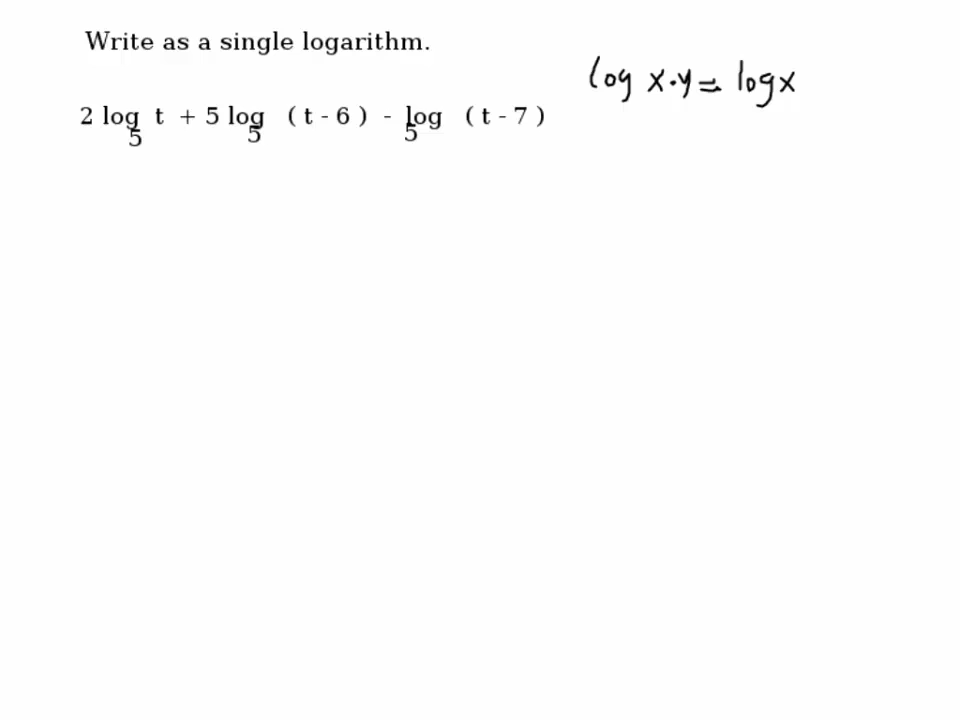 Write as a single logarithm.
log x·y = log x
2 log₅ t + 5 log₅ ( t - 6 ) - log₅ ( t - 7 )